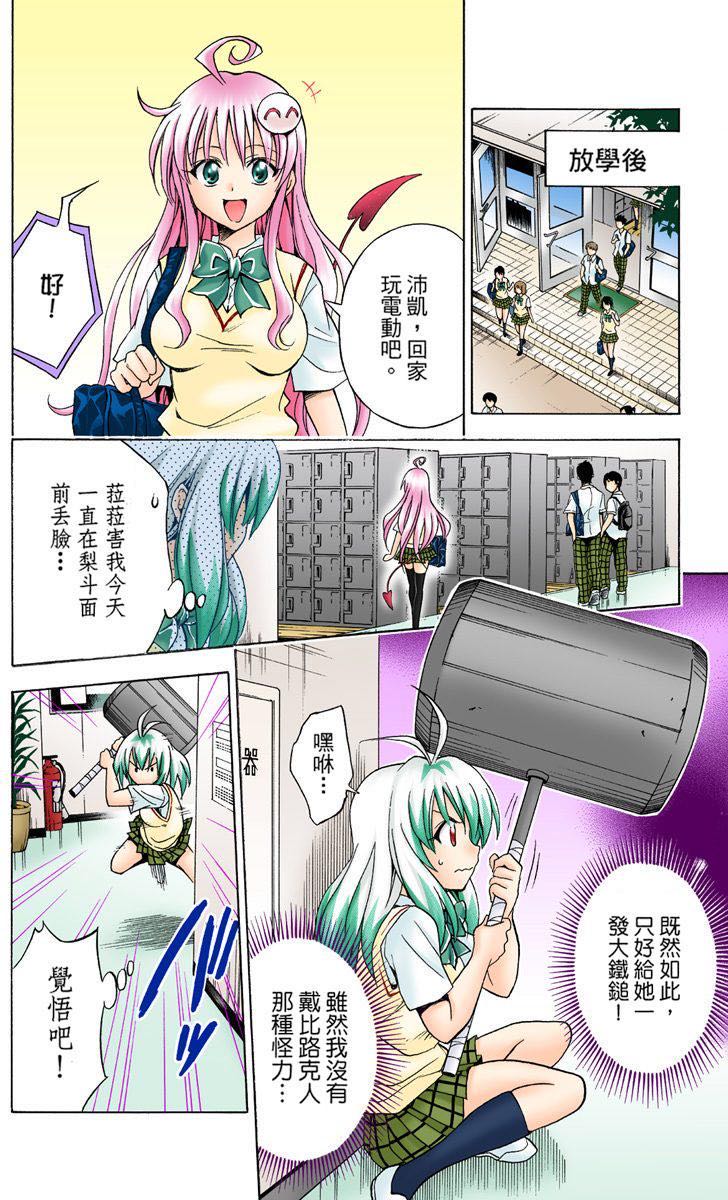 放學後
沛凱，回家
玩電動吧。
好！
菈菈害我今天
一直在梨斗面
前丟臉…
嘿咻…
器
既然如此，
只好給她一
發大鐵鎚！
雖然我沒有
戴比路克人
那種怪力…
覺悟吧！